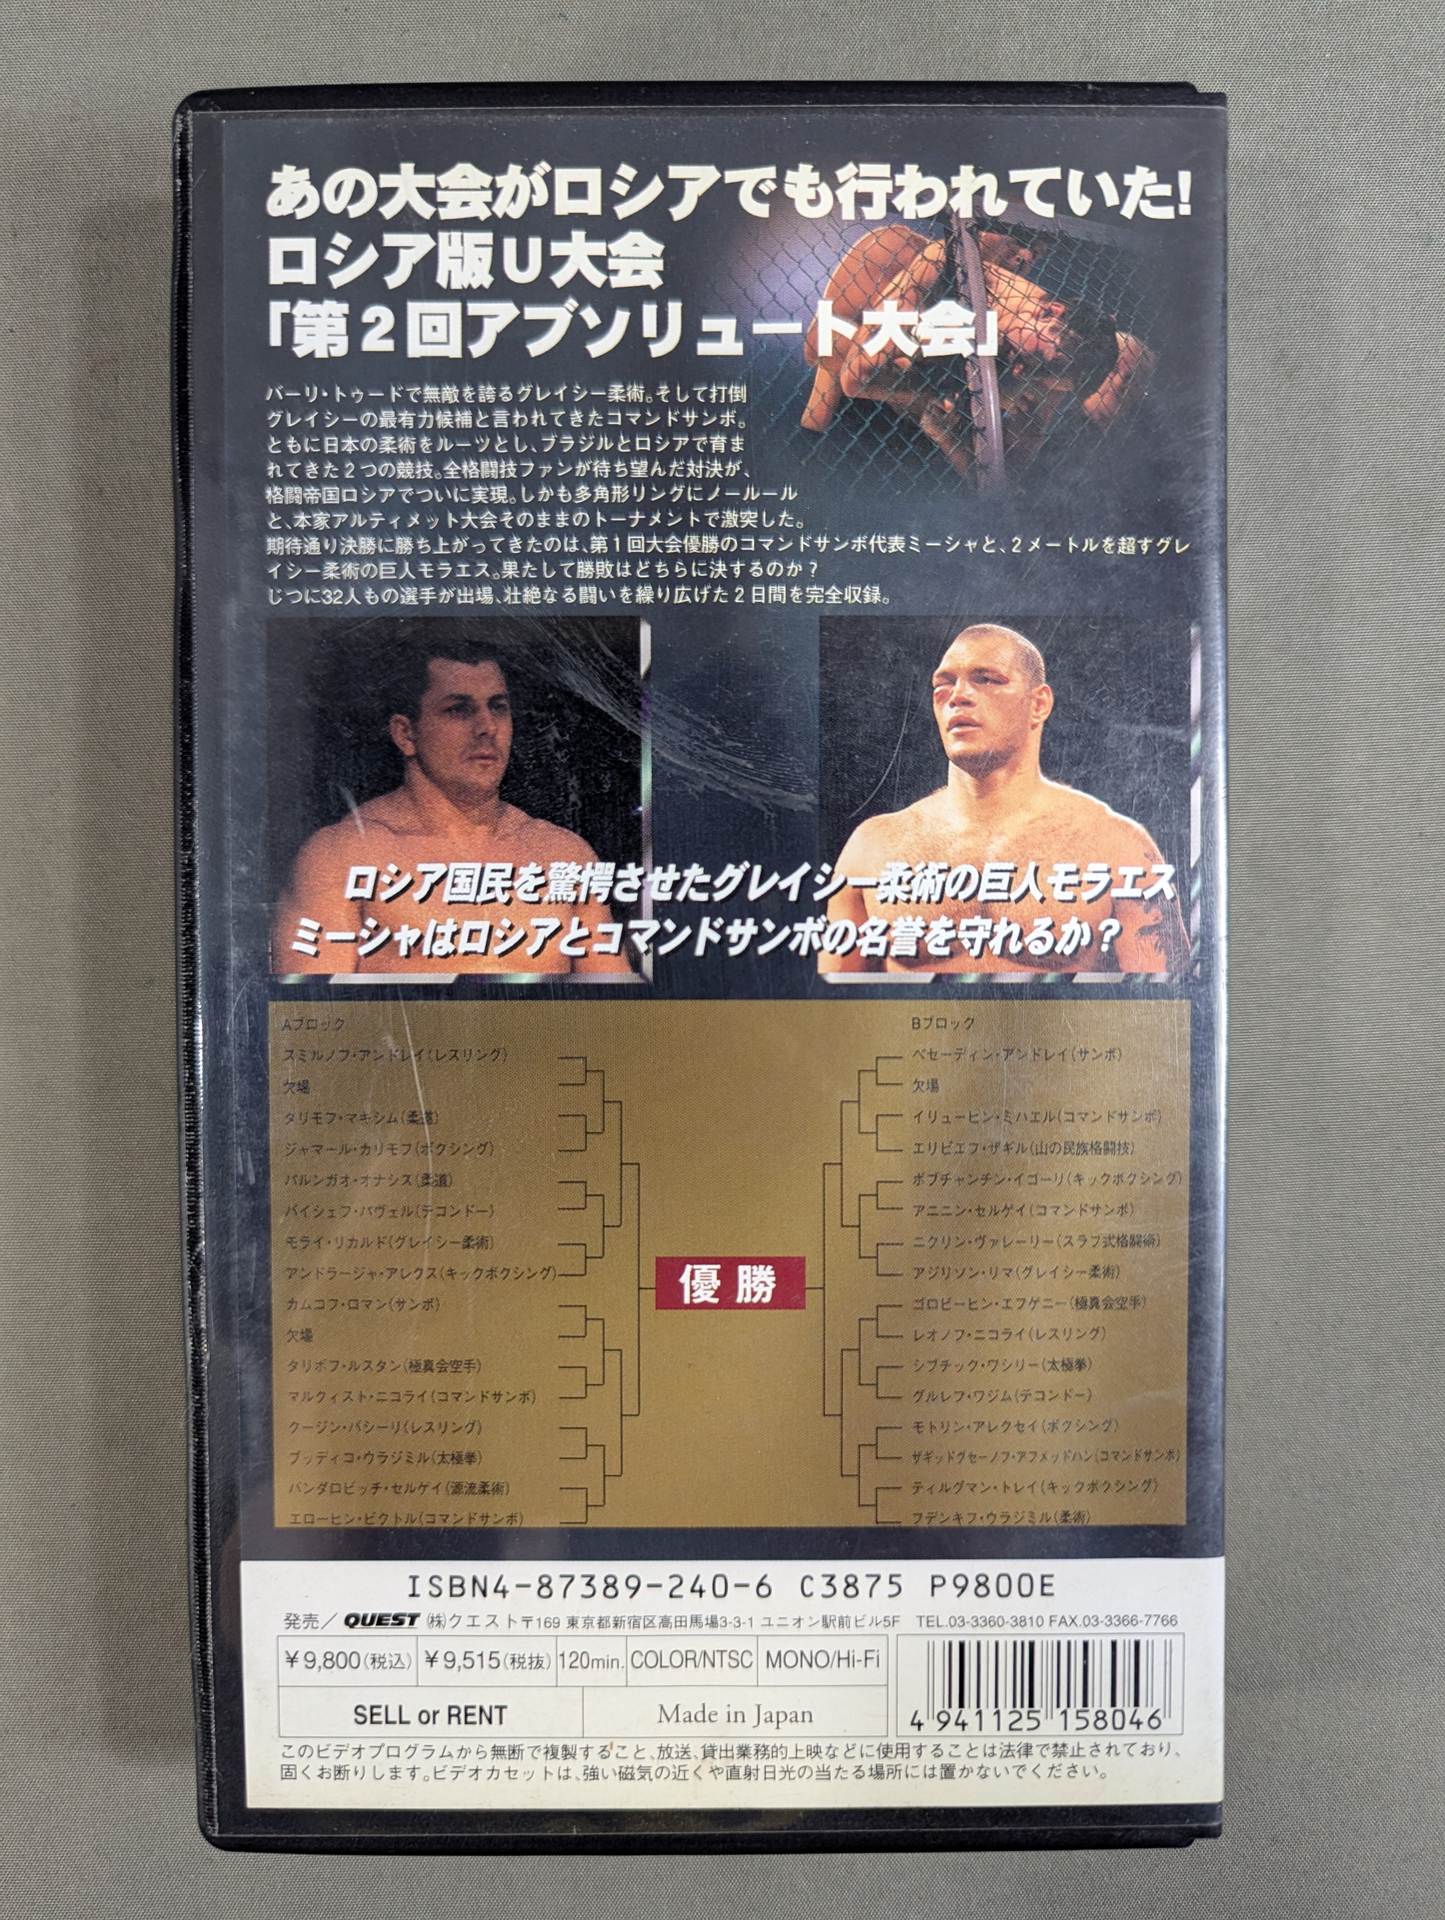 あの大会がロシアでも行われていた!
ロシア版U大会
「第2回アブソリュート大会」
バーリ・トゥードで無敵を誇るグレイシー柔術。そして打倒
グレイシーの最有力候補と言われてきたコマンドサンボ。
ともに日本の柔術をルーツとし、ブラジルとロシアで育ま
れてきた2つの競技。全格闘技ファンが待ち望んだ対決が、
格闘帝国ロシアでついに実現。しかも多角形リングにノールール
と、本家アルティメット大会そのままのトーナメントで激突した。
期待通り決勝に勝ち上がってきたのは、第1回大会優勝のコマンドサンボ代表ミーシャと、2メートルを超すグレ
イシー柔術の巨人モラエス。果たして勝敗はどちらに決するのか?
じつに32人もの選手が出場、壮絶なる闘いを繰り広げた2日間を完全収録。
ロシア国民を驚愕させたグレイシー柔術の巨人モラエス
ミーシャはロシアとコマンドサンボの名誉を守れるか?
Aブロック
スミルノフ・アンドレイ(レスリング)
欠場
タリモフ・マキシム(柔道)
ジャマール・カリモフ(ボクシング)
バルンガオ・オナシス(柔道)
バイシェフ・パヴェル(テコンドー)
モライ・リカルド(グレイシー柔術)
アンドラージャ・アレクス(キックボクシング)
カムコフ・ロマン(サンボ)
欠場
タリボフ・ルスタン(極真会空手)
マルクィスト・ニコライ(コマンドサンボ)
クージン・バシーリ(レスリング)
ブッディコ・ウラジミル(太極拳)
バンダロビッチ・セルゲイ(源流柔術)
エローヒン・ビクトル(コマンドサンボ)
優勝
Bブロック
ベセーディン・アンドレイ(サンボ)
欠場
イリューヒン・ミハエル(コマンドサンボ)
エリビエフ・ザギル(山の民族格闘技)
ボブチャンチン・イゴーリ(キックボクシング)
アニニン・セルゲイ(コマンドサンボ)
ニクリン・ヴァレーリー(スラブ式格闘術)
アジリソン・リマ(グレイシー柔術)
ゴロビーヒン・エフゲニー(極真会空手)
レオノフ・ニコライ(レスリング)
シブチック・ワシリー(太極拳)
グルレフ・ワジム(テコンドー)
モトリン・アレクセイ(ボクシング)
ザギッドグセーノフ・アフメッドハン(コマンドサンボ)
ティルグマン・トレイ(キックボクシング)
フデンキフ・ウラジミル(柔術)
ISBN4-87389-240-6 C3875 P9800E
発売/ QUEST ㈱クエスト〒169 東京都新宿区高田馬場3-3-1 ユニオン駅前ビル5F TEL.03-3360-3810 FAX.03-3366-7766
¥9,800(税込) ¥9,515(税抜) 120min. COLOR/NTSC MONO/Hi-Fi
SELL or RENT Made in Japan
4 941125 158046
このビデオプログラムから無断で複製すること、放送、貸出業務的上映などに使用することは法律で禁止されており、
固くお断りします。ビデオカセットは、強い磁気の近くや直射日光の当たる場所には置かないでください。